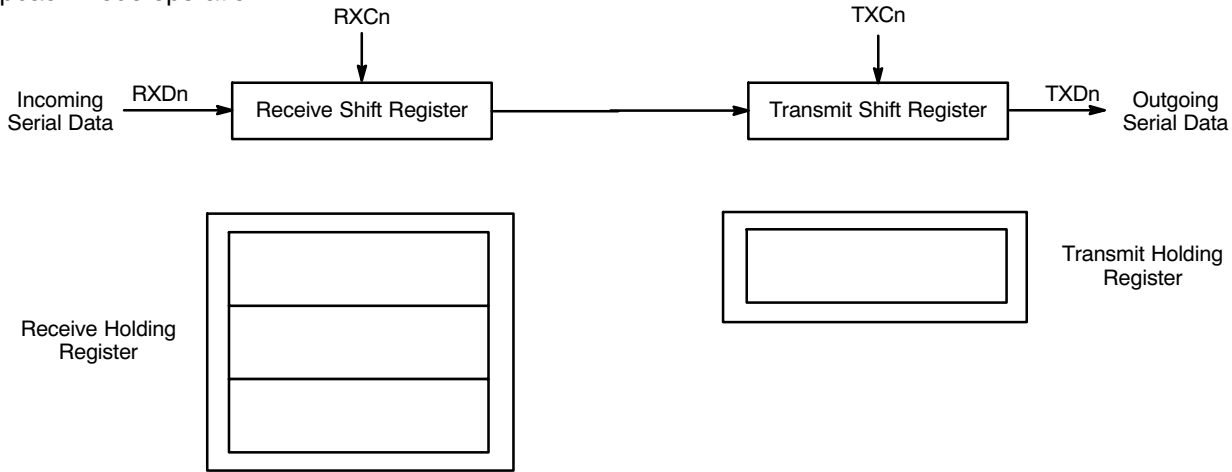 RXCn
TXCn
Incoming
Serial Data
RXDn
Receive Shift Register
Transmit Shift Register
TXDn
Outgoing
Serial Data
Transmit Holding
Register
Receive Holding
Register